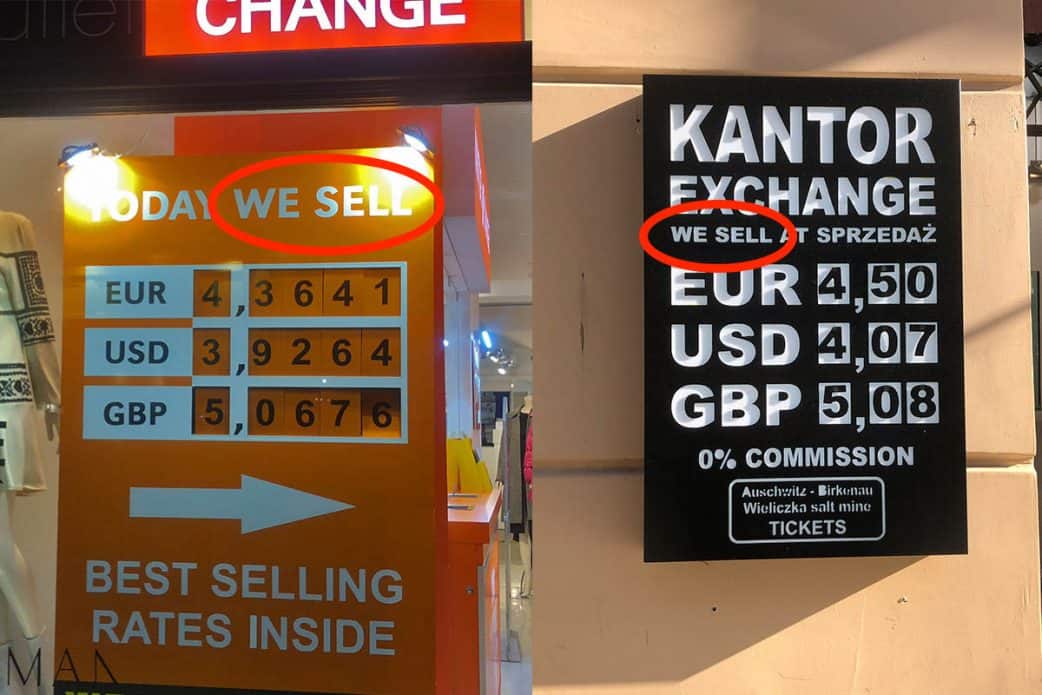 CHANGE
TODAY WE SELL
EUR 4,3641
USD 3,9264
GBP 5,0676
BEST SELLING
RATES INSIDE
MAN
KANTOR
EXCHANGE
WE SELL AT SPRZEDAŻ
EUR 4,50
USD 4,07
GBP 5,08
0% COMMISSION
Auschwitz - Birkenau
Wieliczka salt mine
TICKETS